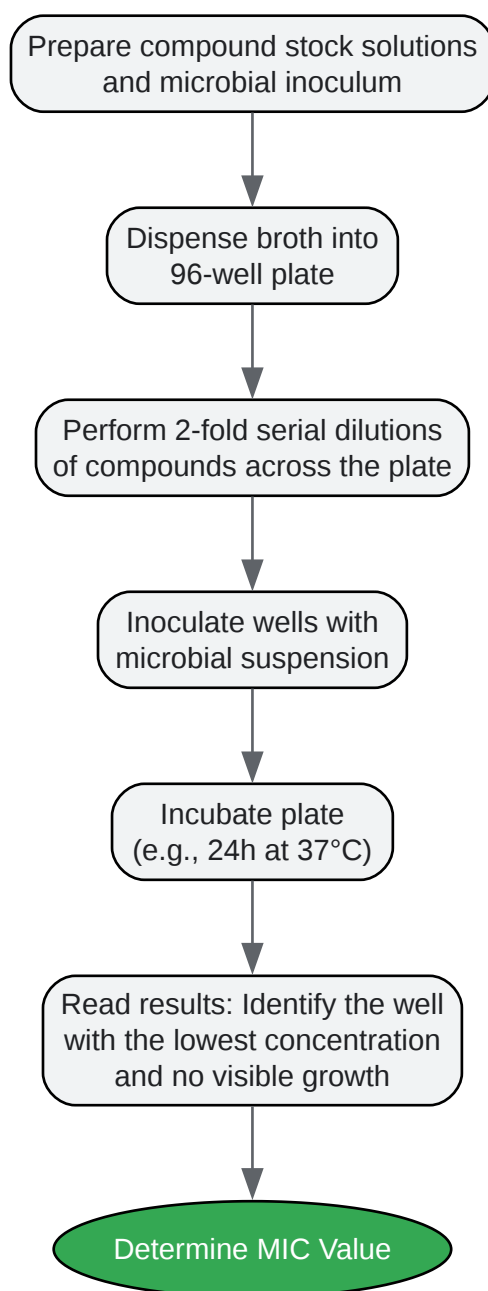 Prepare compound stock solutions
and microbial inoculum
Dispense broth into
96-well plate
Perform 2-fold serial dilutions
of compounds across the plate
Inoculate wells with
microbial suspension
Incubate plate
(e.g., 24h at 37°C)
Read results: Identify the well
with the lowest concentration
and no visible growth
Determine MIC Value